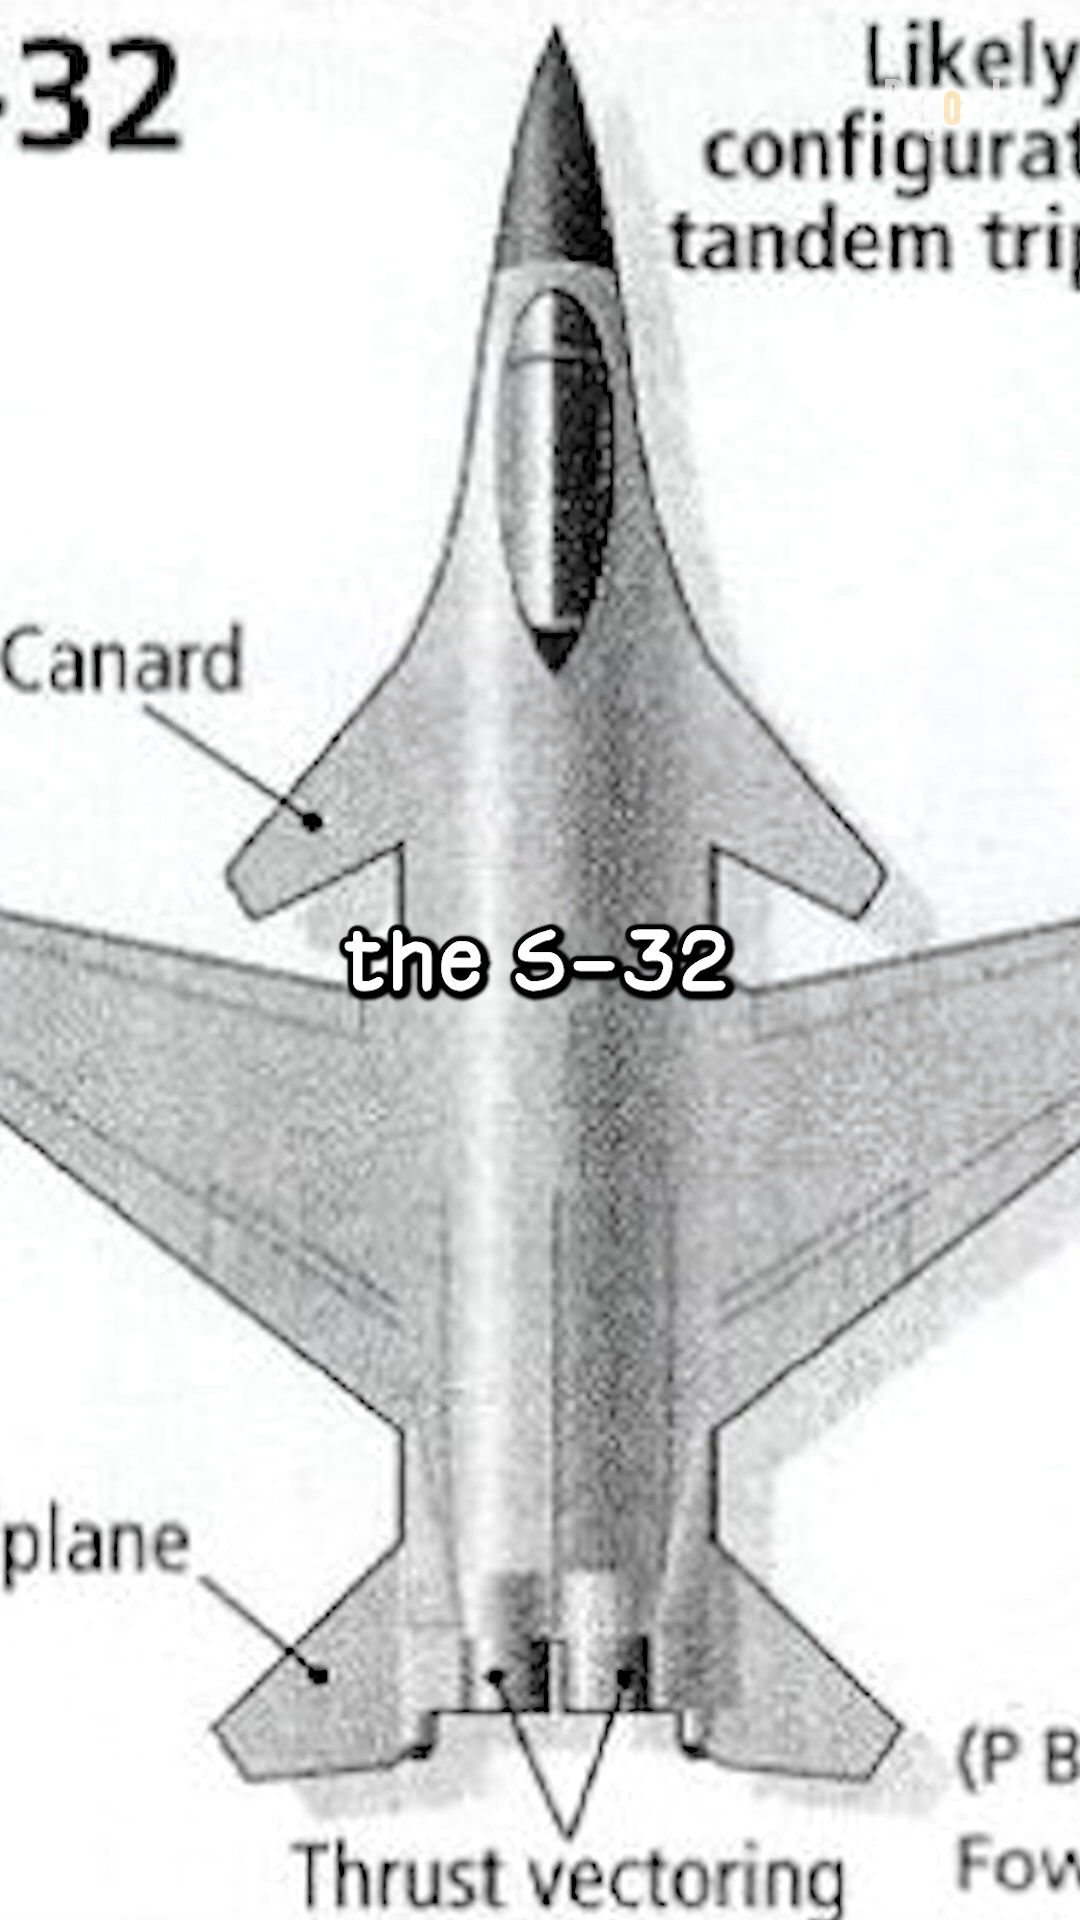 -32
Likely
configurat
tandem trip
Canard
the S-32
plane
(P B
Thrust vectoring
Fow